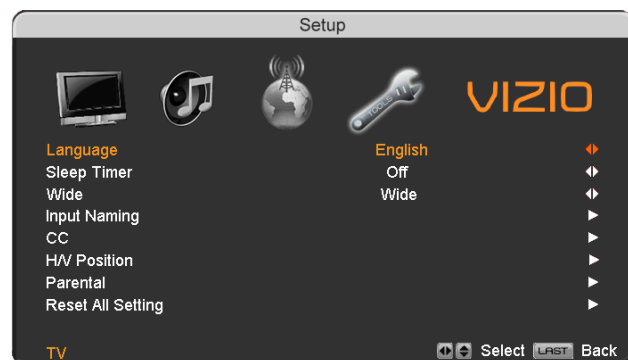 Setup
TOOLS
VIZIO
Language English
Sleep Timer Off
Wide Wide
Input Naming
CC
H/V Position
Parental
Reset All Setting
TV Select LAST Back